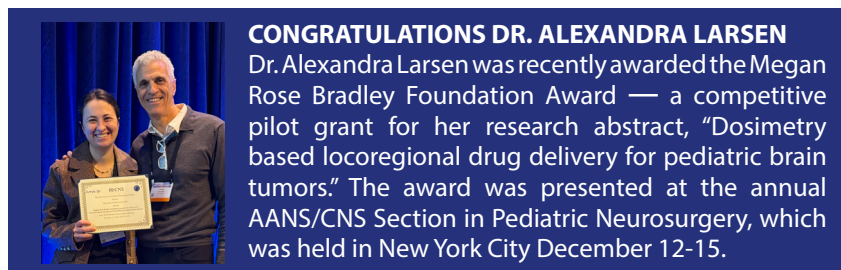 CONGRATULATIONS DR. ALEXANDRA LARSEN
Dr. Alexandra Larsen was recently awarded the Megan
Rose Bradley Foundation Award — a competitive
pilot grant for her research abstract, “Dosimetry
based locoregional drug delivery for pediatric brain
tumors.” The award was presented at the annual
AANS/CNS Section in Pediatric Neurosurgery, which
was held in New York City December 12-15.